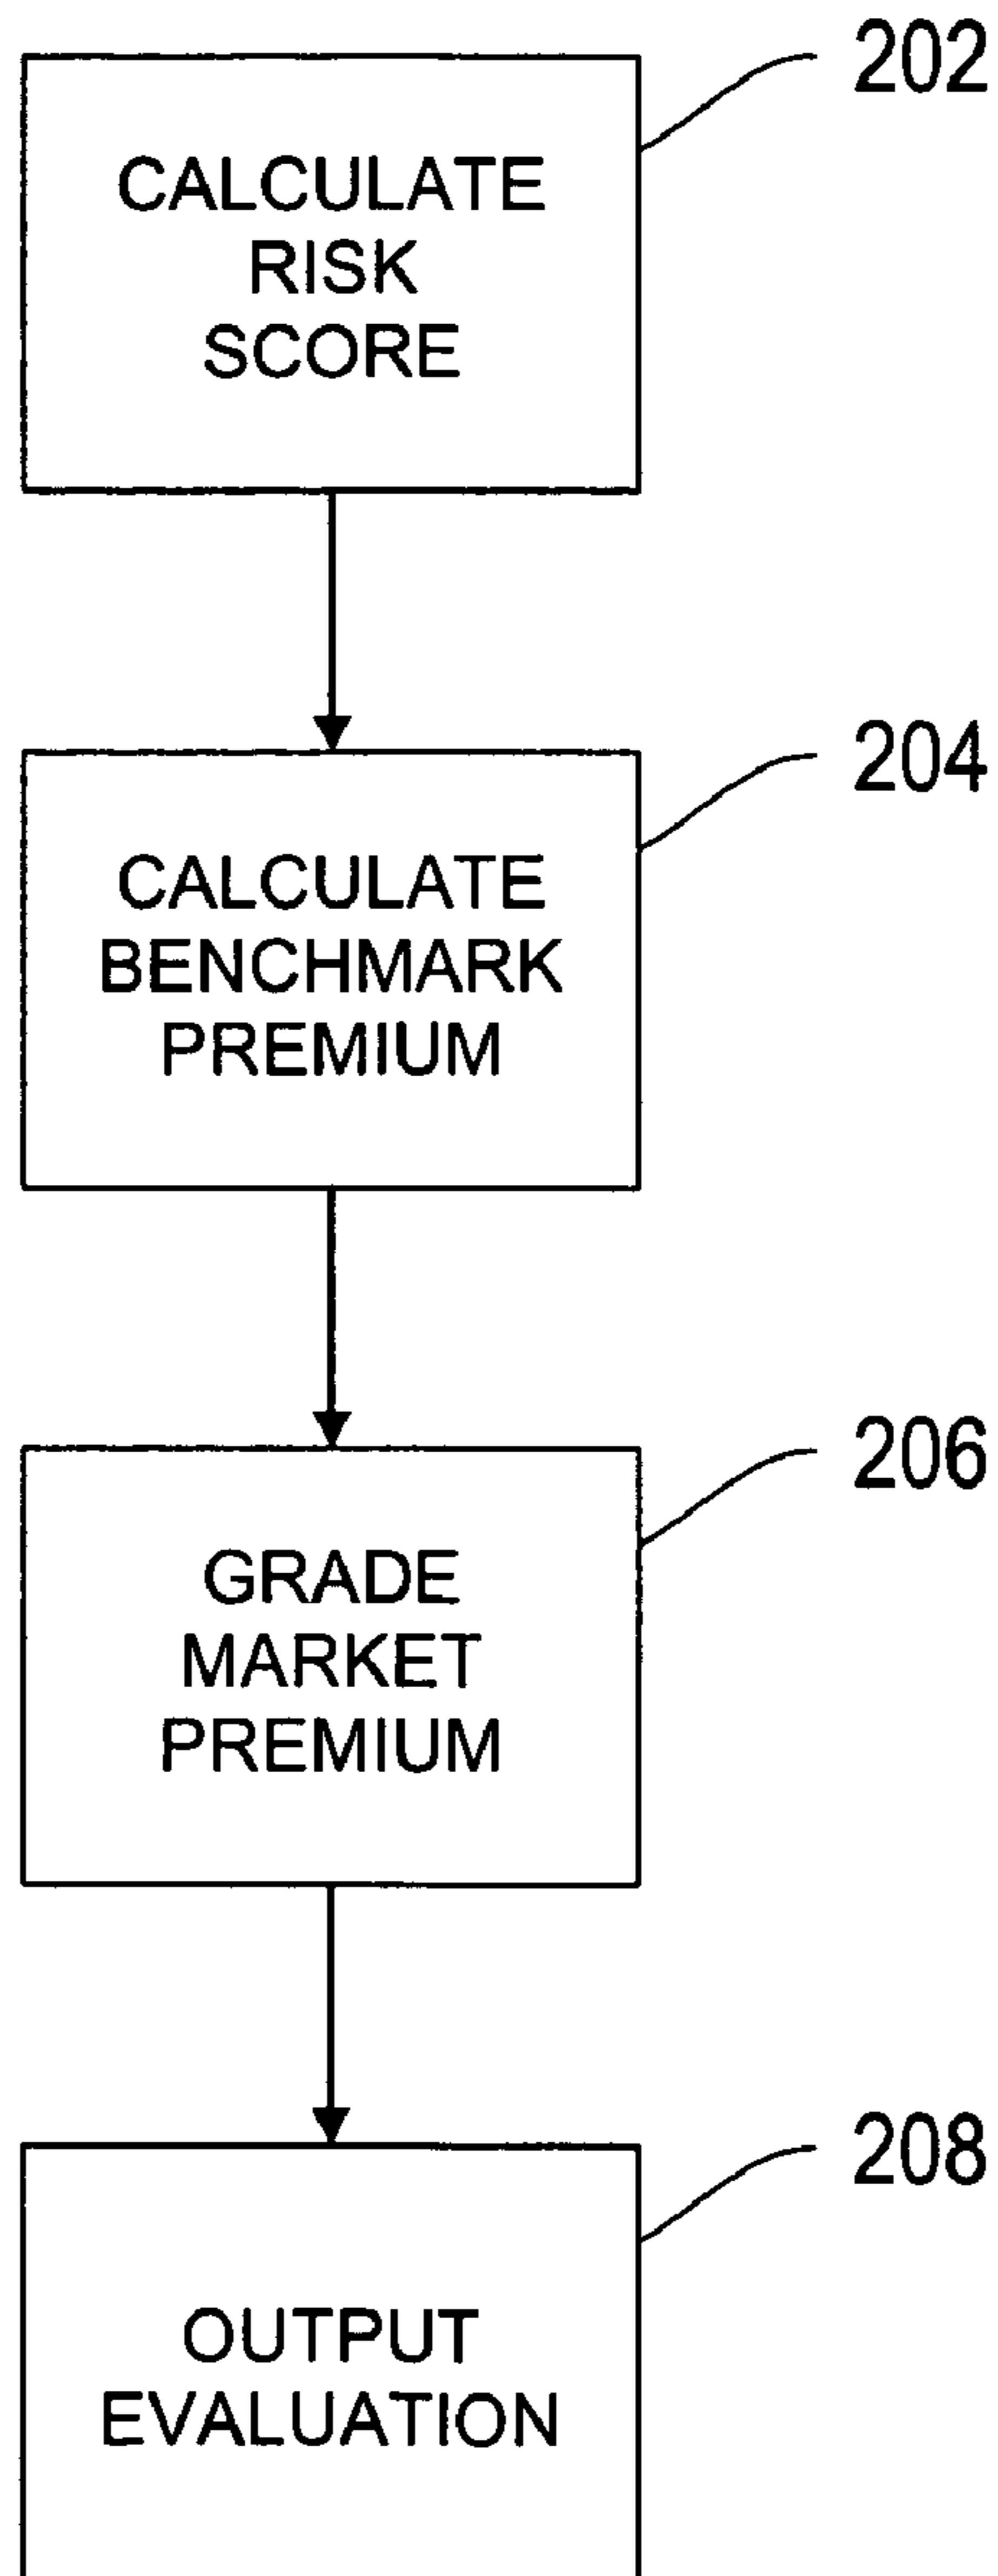 202
CALCULATE
RISK
SCORE
204
CALCULATE
BENCHMARK
PREMIUM
206
GRADE
MARKET
PREMIUM
208
OUTPUT
EVALUATION